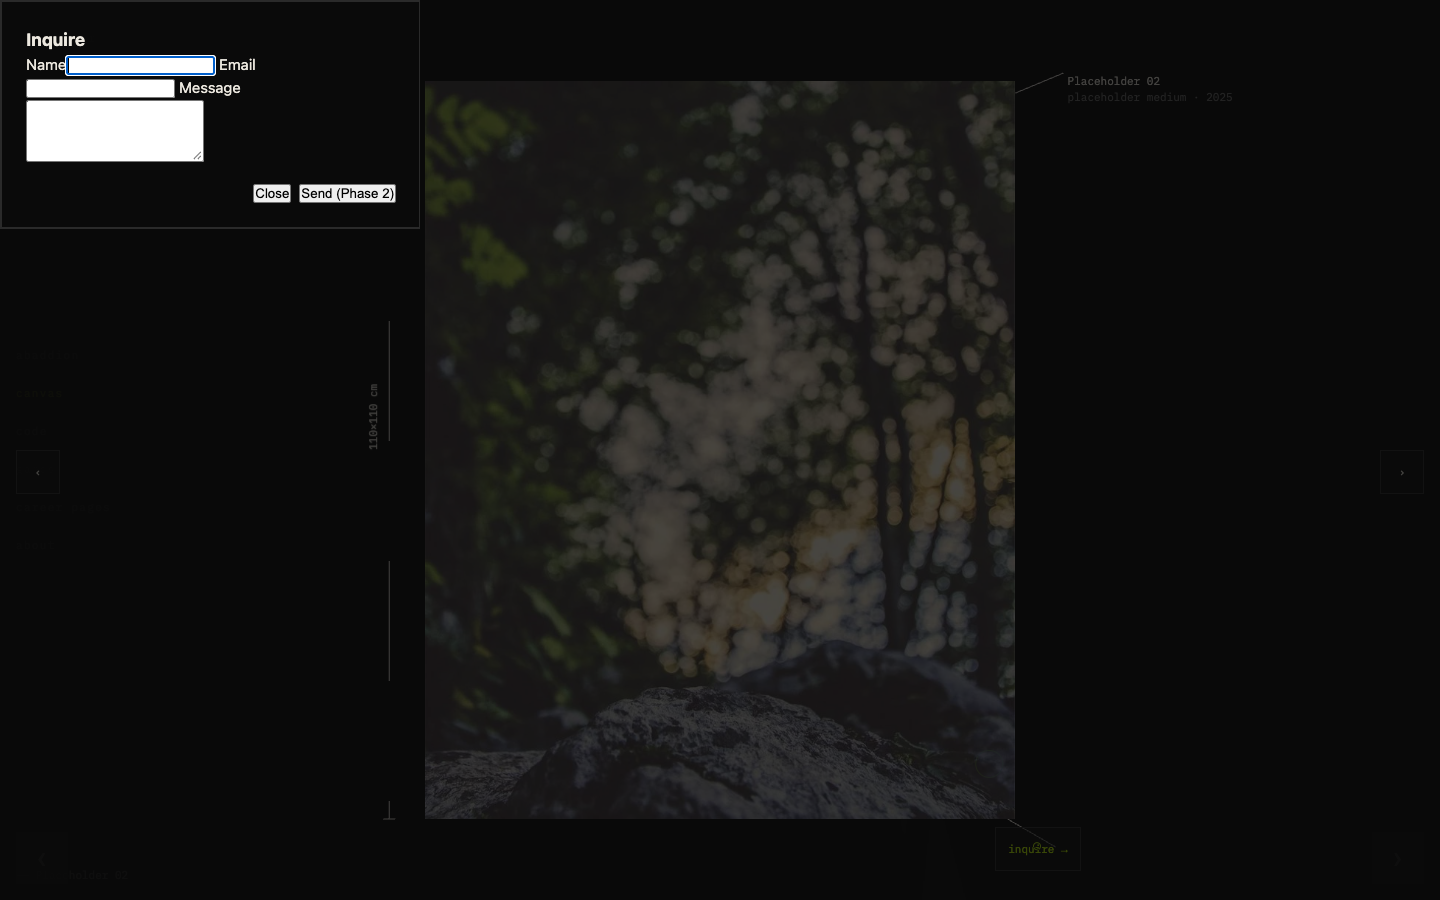 Inquire
Name Email
Message
Close Send (Phase 2)
Placeholder 02
placeholder medium · 2025
110×110 cm
‹
›
inquire →